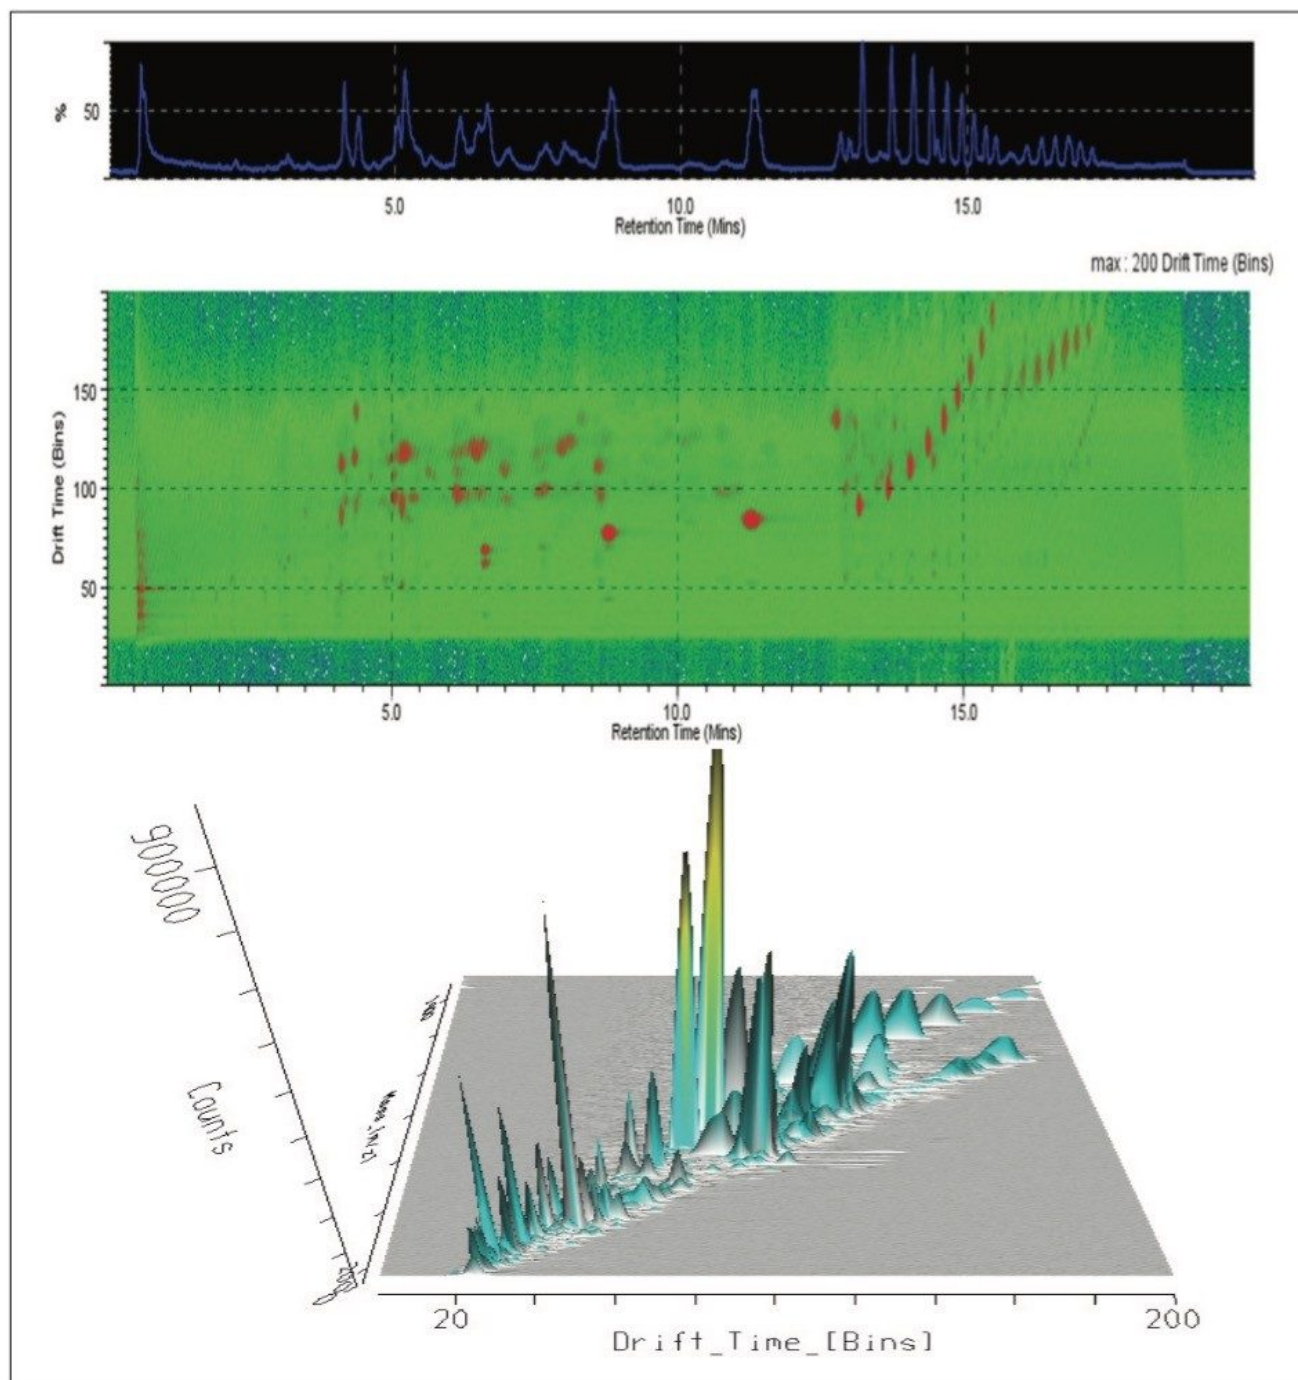 %
50
5.0 10.0 15.0
Retention Time (Mins)
max : 200 Drift Time (Bins)
Drift Time (Bins)
150
100
50
5.0 10.0 15.0
Retention Time (Mins)
900000
Counts
0
20 200
Drift_Time_[Bins]